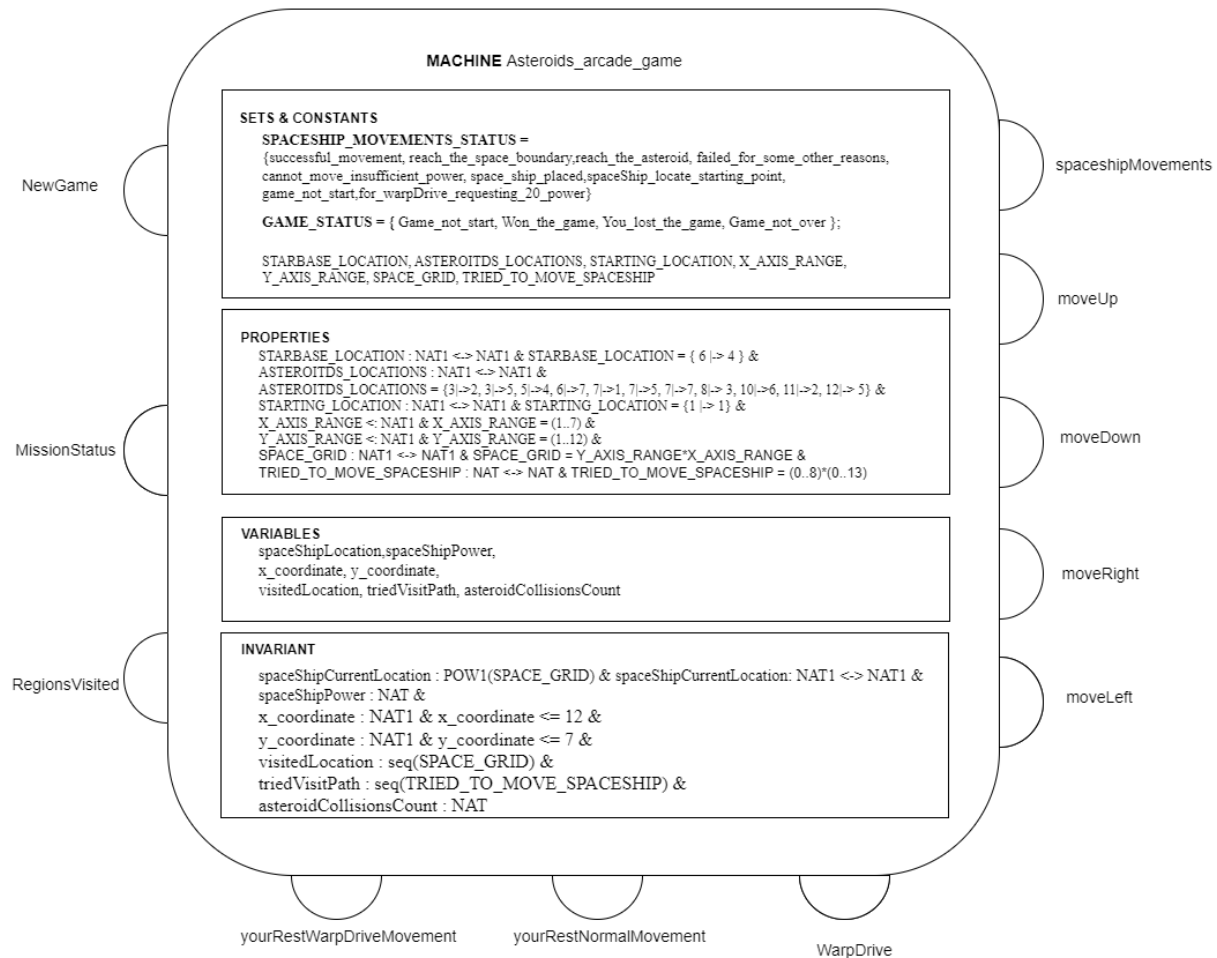 MACHINE Asteroids_arcade_game
SETS & CONSTANTS
SPACESHIP_MOVEMENTS_STATUS =
{successful_movement, reach_the_space_boundary,reach_the_asteroid, failed_for_some_other_reasons,
cannot_move_insufficient_power, space_ship_placed,spaceShip_locate_starting_point,
game_not_start,for_warpDrive_requesting_20_power}
GAME_STATUS = { Game_not_start, Won_the_game, You_lost_the_game, Game_not_over };
STARBASE_LOCATION, ASTEROITDS_LOCATIONS, STARTING_LOCATION, X_AXIS_RANGE,
Y_AXIS_RANGE, SPACE_GRID, TRIED_TO_MOVE_SPACESHIP
PROPERTIES
STARBASE_LOCATION : NAT1 <-> NAT1 & STARBASE_LOCATION = { 6 |-> 4 } &
ASTEROITDS_LOCATIONS : NAT1 <-> NAT1 &
ASTEROITDS_LOCATIONS = {3|->2, 3|->5, 5|->4, 6|->7, 7|->1, 7|->5, 7|->7, 8|-> 3, 10|->6, 11|->2, 12|-> 5} &
STARTING_LOCATION : NAT1 <-> NAT1 & STARTING_LOCATION = {1 |-> 1} &
X_AXIS_RANGE <: NAT1 & X_AXIS_RANGE = (1..7) &
Y_AXIS_RANGE <: NAT1 & Y_AXIS_RANGE = (1..12) &
SPACE_GRID : NAT1 <-> NAT1 & SPACE_GRID = Y_AXIS_RANGE*X_AXIS_RANGE &
TRIED_TO_MOVE_SPACESHIP : NAT <-> NAT & TRIED_TO_MOVE_SPACESHIP = (0..8)*(0..13)
VARIABLES
spaceShipLocation,spaceShipPower,
x_coordinate, y_coordinate,
visitedLocation, triedVisitPath, asteroidCollisionsCount
INVARIANT
spaceShipCurrentLocation : POW1(SPACE_GRID) & spaceShipCurrentLocation: NAT1 <-> NAT1 &
spaceShipPower : NAT &
x_coordinate : NAT1 & x_coordinate <= 12 &
y_coordinate : NAT1 & y_coordinate <= 7 &
visitedLocation : seq(SPACE_GRID) &
triedVisitPath : seq(TRIED_TO_MOVE_SPACESHIP) &
asteroidCollisionsCount : NAT
NewGame
MissionStatus
RegionsVisited
spaceshipMovements
moveUp
moveDown
moveRight
moveLeft
yourRestWarpDriveMovement
yourRestNormalMovement
WarpDrive